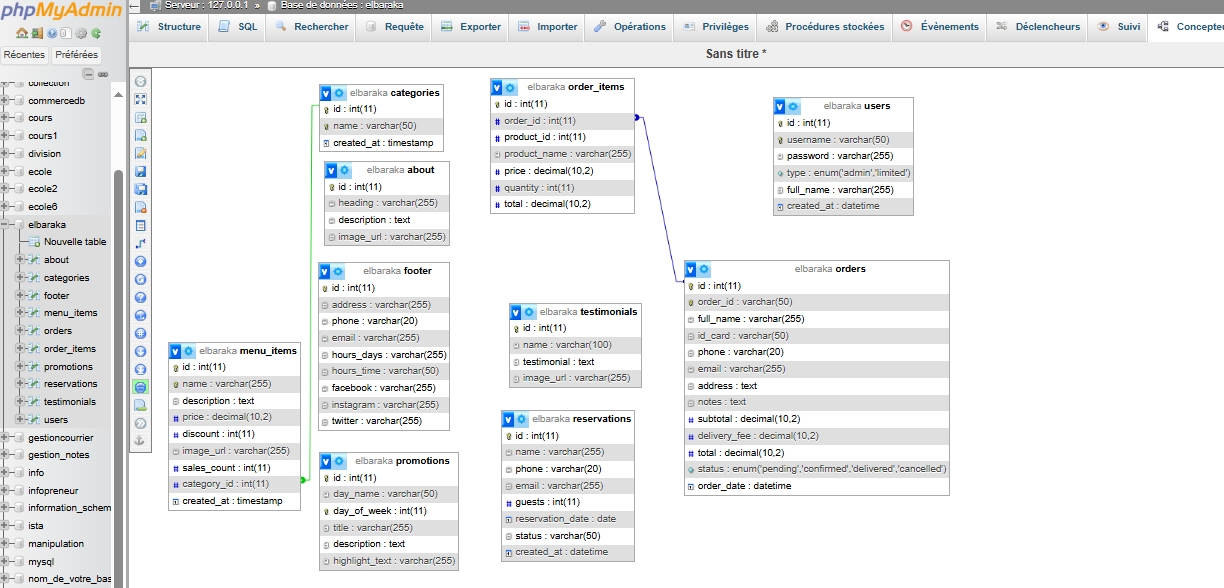 phpMyAdmin
Serveur : 127.0.0.1 » Base de données : elbaraka
Structure SQL Rechercher Requête Exporter Importer Opérations Privilèges Procédures stockées Évènements Déclencheurs Suivi Concepteu
Récentes Préférées
collection
commercedb
cours
cours1
division
ecole
ecole2
ecole6
elbaraka
Nouvelle table
about
categories
footer
menu_items
orders
order_items
promotions
reservations
testimonials
users
gestioncourrier
gestion_notes
info
infopreneur
information_schem
ista
manipulation
mysql
nom_de_votre_bas
Sans titre *
elbaraka categories
id : int(11)
name : varchar(50)
created_at : timestamp
elbaraka about
id : int(11)
heading : varchar(255)
description : text
image_url : varchar(255)
elbaraka footer
id : int(11)
address : varchar(255)
phone : varchar(20)
email : varchar(255)
hours_days : varchar(255)
hours_time : varchar(50)
facebook : varchar(255)
instagram : varchar(255)
twitter : varchar(255)
elbaraka menu_items
id : int(11)
name : varchar(255)
description : text
price : decimal(10,2)
discount : int(11)
image_url : varchar(255)
sales_count : int(11)
category_id : int(11)
created_at : timestamp
elbaraka promotions
id : int(11)
day_name : varchar(50)
day_of_week : int(11)
title : varchar(255)
description : text
highlight_text : varchar(255)
elbaraka order_items
id : int(11)
order_id : int(11)
product_id : int(11)
product_name : varchar(255)
price : decimal(10,2)
quantity : int(11)
total : decimal(10,2)
elbaraka testimonials
id : int(11)
name : varchar(100)
testimonial : text
image_url : varchar(255)
elbaraka reservations
id : int(11)
name : varchar(255)
phone : varchar(20)
email : varchar(255)
guests : int(11)
reservation_date : date
status : varchar(50)
created_at : datetime
elbaraka users
id : int(11)
username : varchar(50)
password : varchar(255)
type : enum('admin','limited')
full_name : varchar(255)
created_at : datetime
elbaraka orders
id : int(11)
order_id : varchar(50)
full_name : varchar(255)
id_card : varchar(50)
phone : varchar(20)
email : varchar(255)
address : text
notes : text
subtotal : decimal(10,2)
delivery_fee : decimal(10,2)
total : decimal(10,2)
status : enum('pending','confirmed','delivered','cancelled')
order_date : datetime